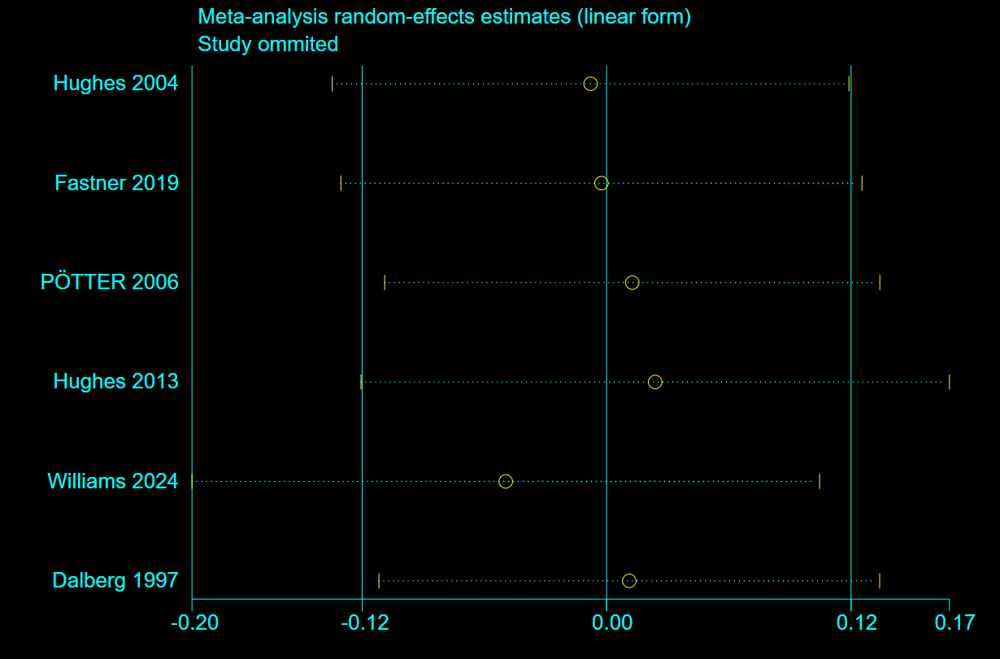 Meta-analysis random-effects estimates (linear form)
Study ommited
Hughes 2004
Fastner 2019
PÖTTER 2006
Hughes 2013
Williams 2024
Dalberg 1997
-0.20 -0.12 0.00 0.12 0.17